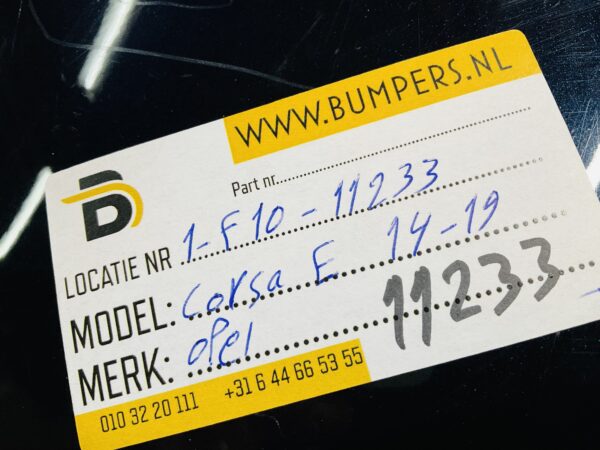 WWW.BUMPERS.NL
B
Part nr.
LOCATIE NR 1-F10-11233
MODEL: Corsa E 14-19
MERK: Opel
11233
010 32 20 111 +31 6 44 66 53 55